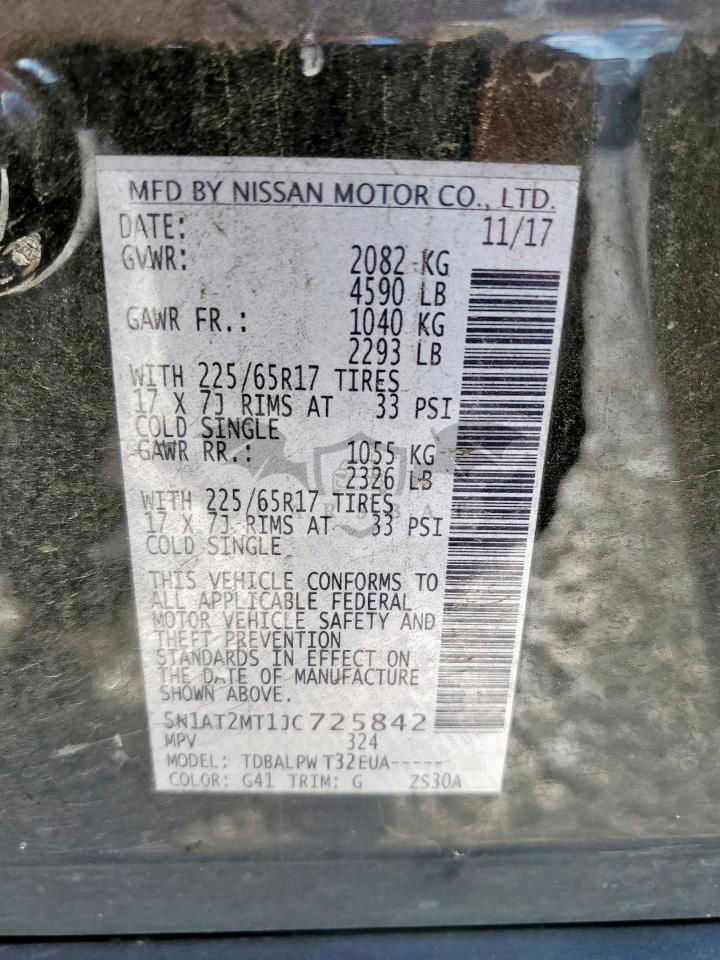 MFD BY NISSAN MOTOR CO., LTD.
DATE: 11/17
GVWR: 2082 KG
4590 LB
GAWR FR.: 1040 KG
2293 LB
WITH 225/65R17 TIRES
17 X 7J RIMS AT 33 PSI
COLD SINGLE
GAWR RR.: 1055 KG
2326 LB
WITH 225/65R17 TIRES
17 X 7J RIMS AT 33 PSI
COLD SINGLE
THIS VEHICLE CONFORMS TO
ALL APPLICABLE FEDERAL
MOTOR VEHICLE SAFETY AND
THEFT PREVENTION
STANDARDS IN EFFECT ON
THE DATE OF MANUFACTURE
SHOWN ABOVE.
5N1AT2MT1JC725842
MPV 324
MODEL: TDBALPWT32EUA-----
COLOR: G41 TRIM: G ZS30A